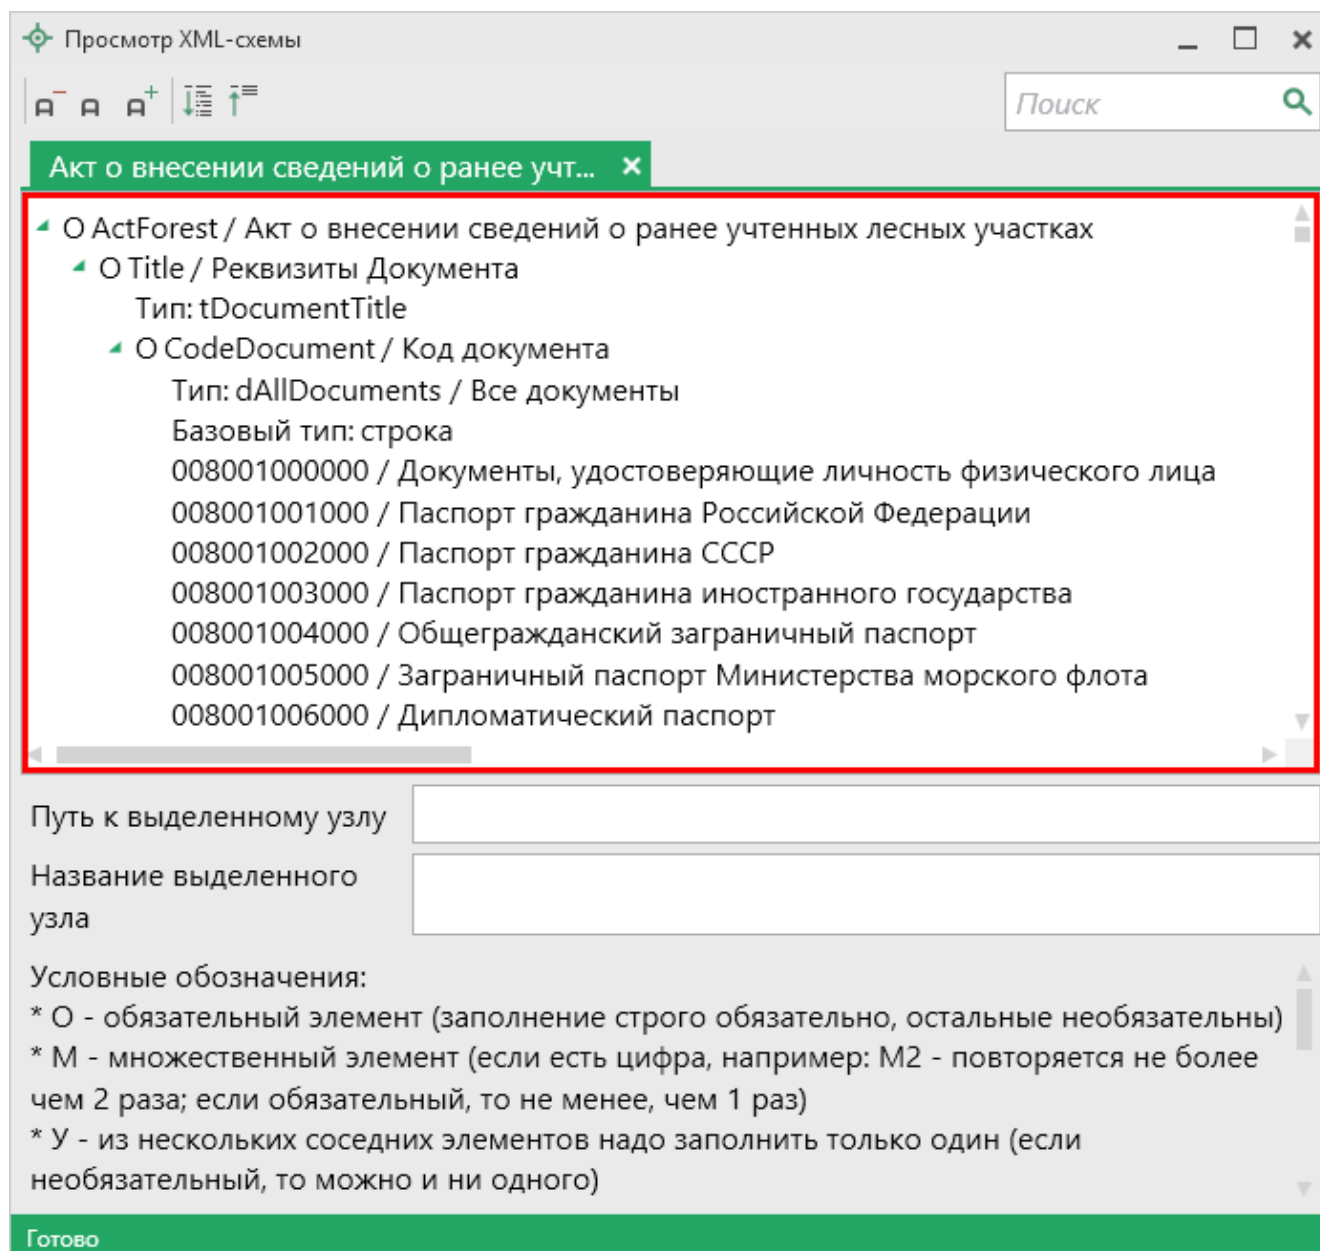 Просмотр XML-схемы
Поиск
Акт о внесении сведений о ранее учт...
О ActForest / Акт о внесении сведений о ранее учтенных лесных участках
О Title / Реквизиты Документа
Тип: tDocumentTitle
О CodeDocument / Код документа
Тип: dAllDocuments / Все документы
Базовый тип: строка
008001000000 / Документы, удостоверяющие личность физического лица
008001001000 / Паспорт гражданина Российской Федерации
008001002000 / Паспорт гражданина СССР
008001003000 / Паспорт гражданина иностранного государства
008001004000 / Общегражданский заграничный паспорт
008001005000 / Заграничный паспорт Министерства морского флота
008001006000 / Дипломатический паспорт
Путь к выделенному узлу
Название выделенного
узла
Условные обозначения:
* О - обязательный элемент (заполнение строго обязательно, остальные необязательны)
* М - множественный элемент (если есть цифра, например: М2 - повторяется не более
чем 2 раза; если обязательный, то не менее, чем 1 раз)
* У - из нескольких соседних элементов надо заполнить только один (если
необязательный, то можно и ни одного)
Готово